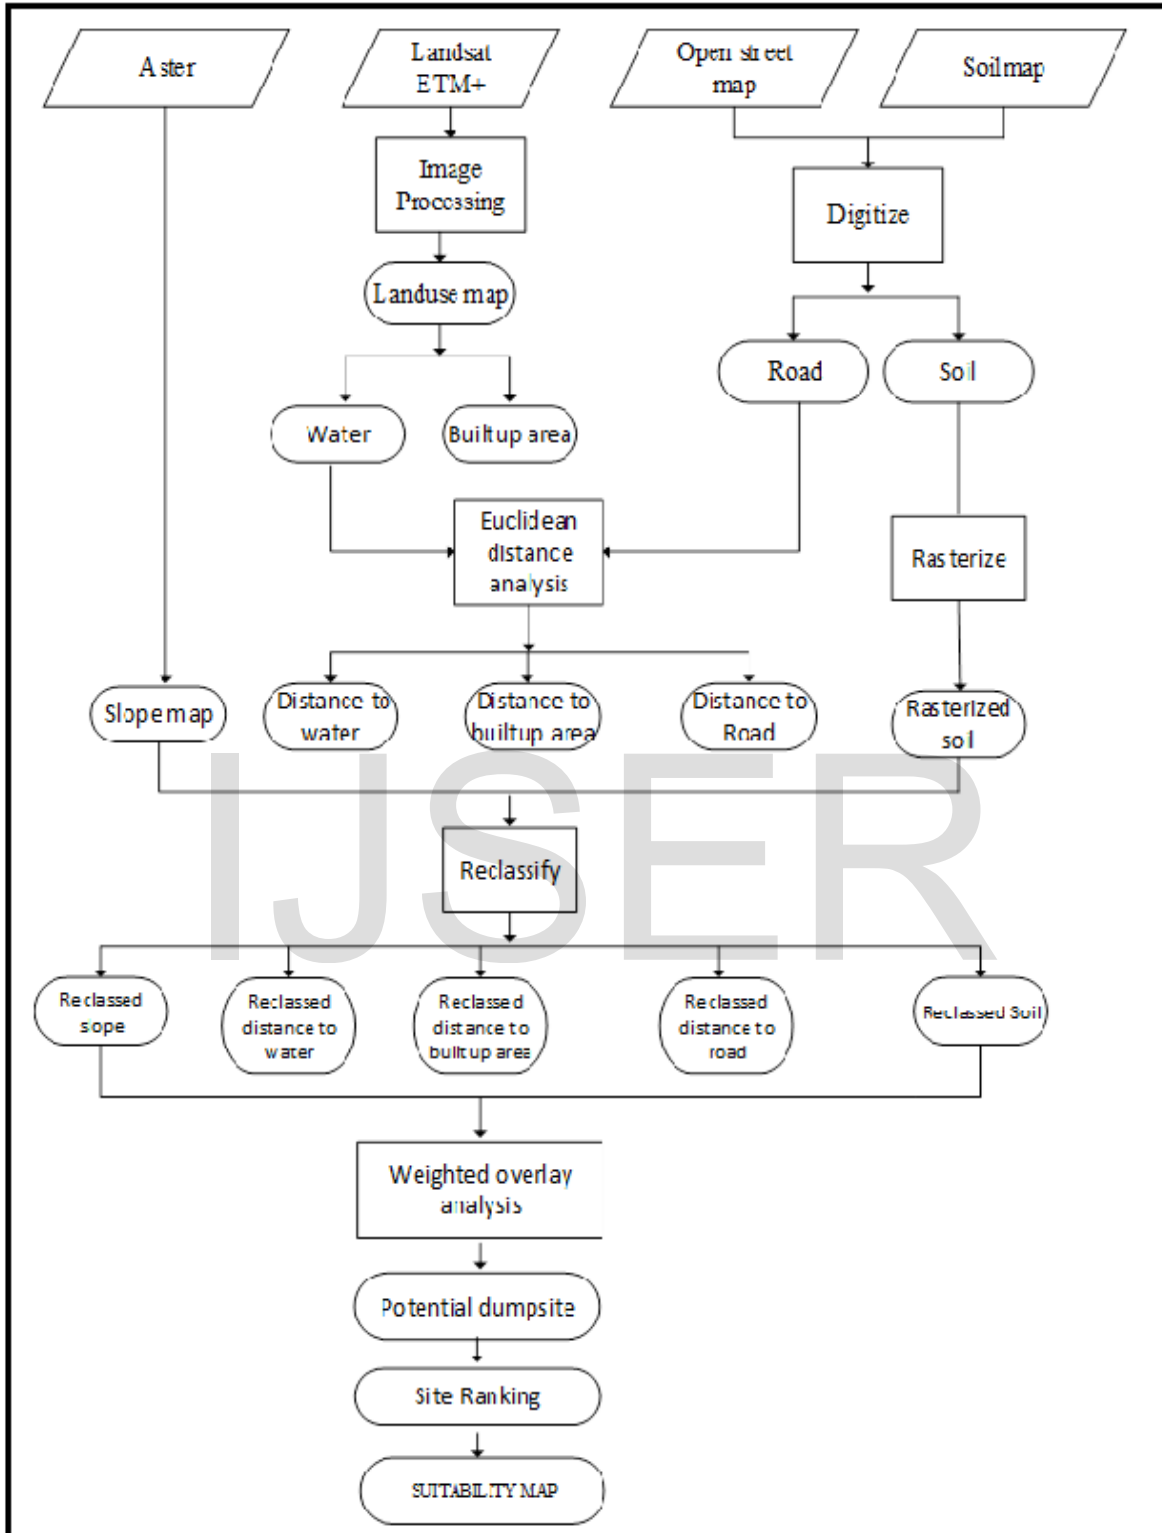 Aster
Landsat
ETM+
Open street
map
Soilmap
Image
Processing
Digitize
Landuse map
Road
Soil
Water
Builtup area
Euclidean
distance
analysis
Rasterize
Slope map
Distance to
water
Distance to
builtup area
Distance to
Road
Rasterized
soil
IJSER
Reclassify
Reclassed
slope
Reclassed
distance to
water
Reclassed
distance to
builtup area
Reclassed
distance to
road
Reclassed Soil
Weighted overlay
analysis
Potential dumpsite
Site Ranking
SUITABILITY MAP